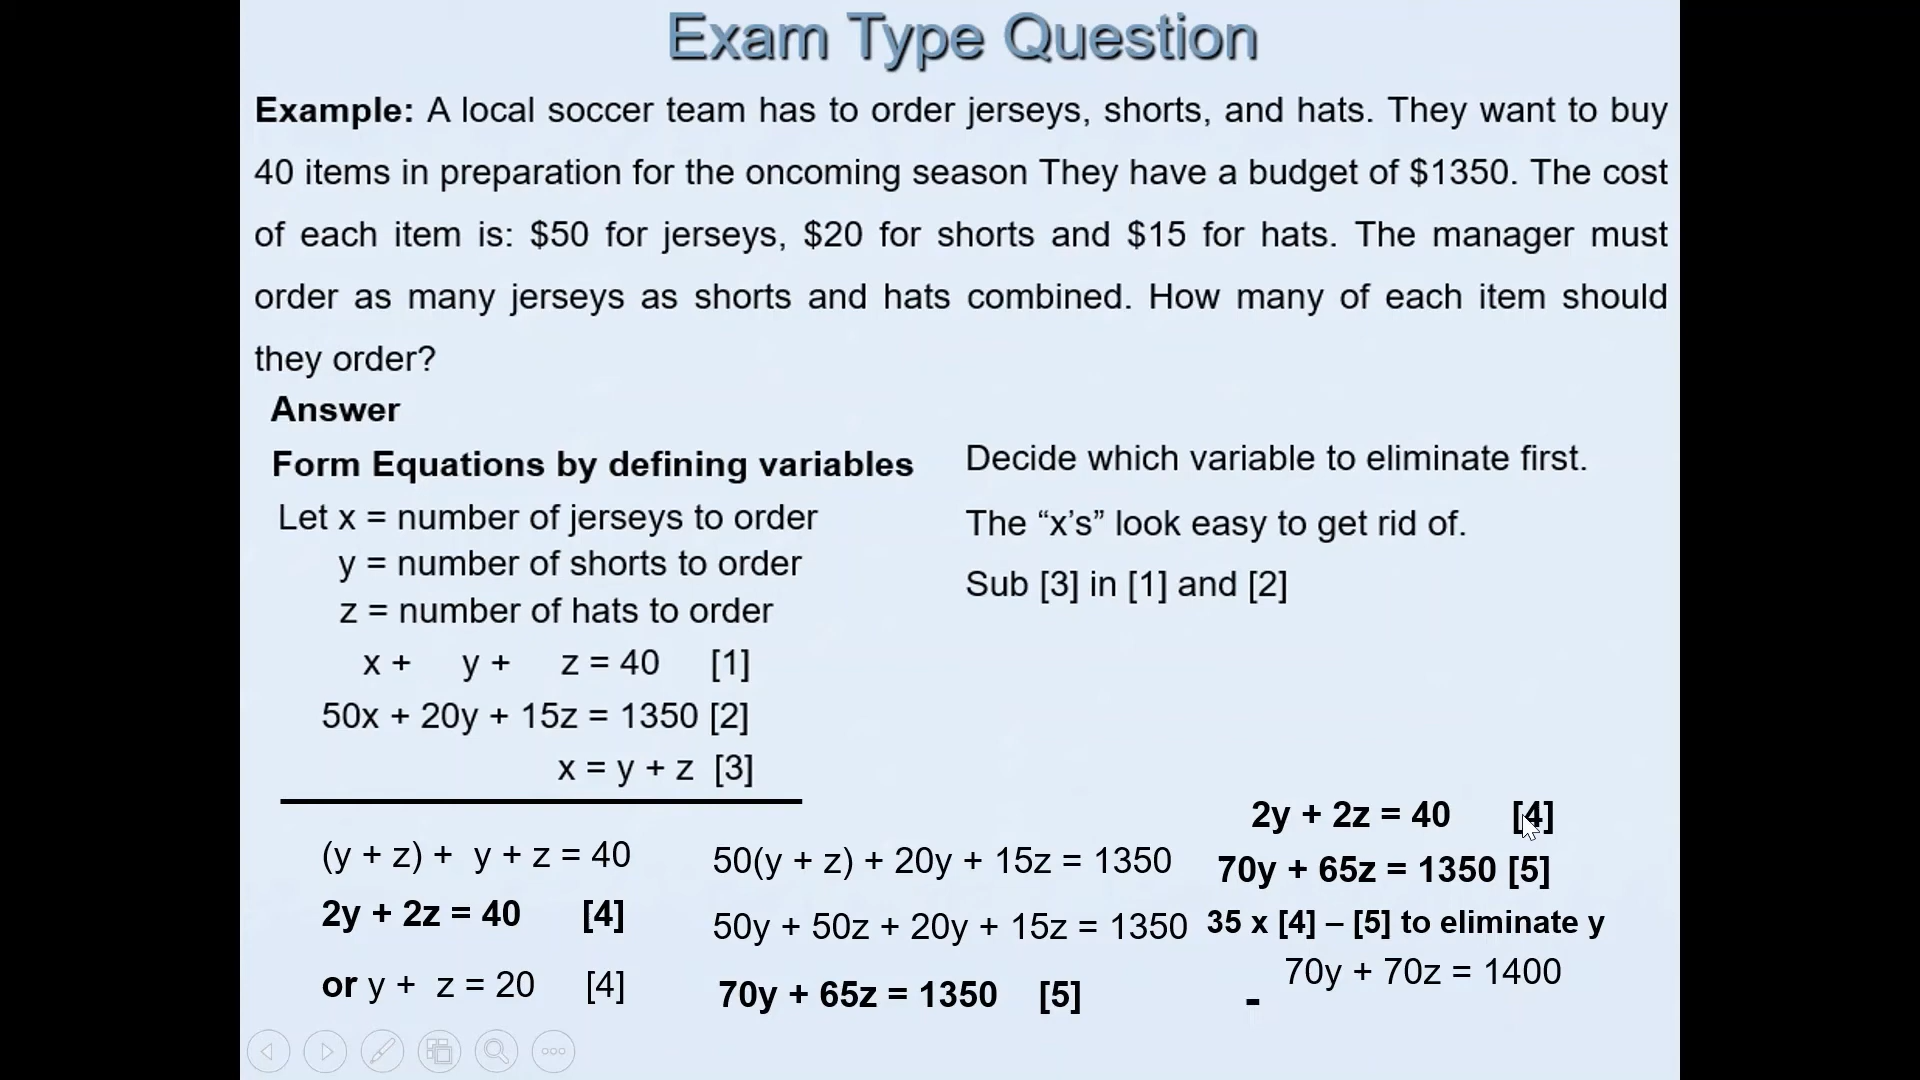 Exam Type Question
Example: A local soccer team has to order jerseys, shorts, and hats. They want to buy
40 items in preparation for the oncoming season They have a budget of $1350. The cost
of each item is: $50 for jerseys, $20 for shorts and $15 for hats. The manager must
order as many jerseys as shorts and hats combined. How many of each item should
they order?
Answer
Form Equations by defining variables
Let x = number of jerseys to order
y = number of shorts to order
z = number of hats to order
x + y + z = 40 [1]
50x + 20y + 15z = 1350 [2]
x = y + z [3]
Decide which variable to eliminate first.
The “x’s” look easy to get rid of.
Sub [3] in [1] and [2]
(y + z) + y + z = 40
2y + 2z = 40 [4]
or y + z = 20 [4]
50(y + z) + 20y + 15z = 1350
50y + 50z + 20y + 15z = 1350
70y + 65z = 1350 [5]
2y + 2z = 40 [4]
70y + 65z = 1350 [5]
35 x [4] – [5] to eliminate y
70y + 70z = 1400
-